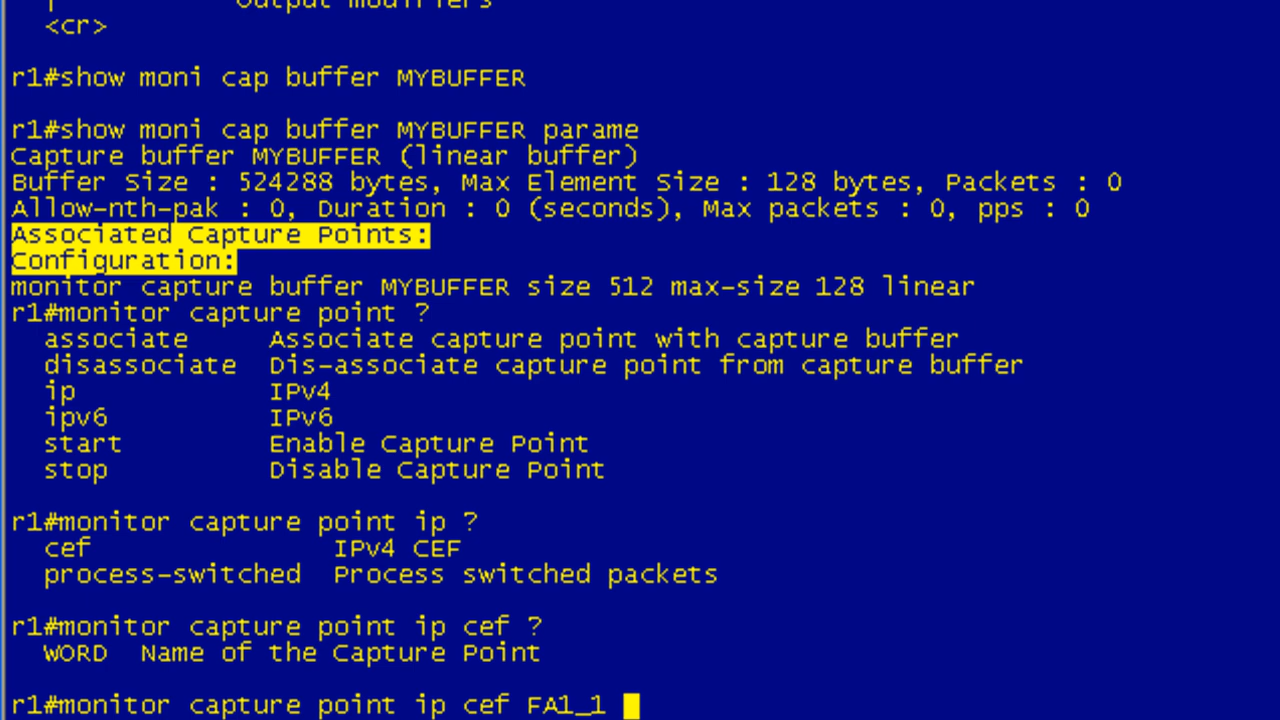 | Output modifiers
<cr>
r1#show moni cap buffer MYBUFFER
r1#show moni cap buffer MYBUFFER parame
Capture buffer MYBUFFER (linear buffer)
Buffer Size : 524288 bytes, Max Element Size : 128 bytes, Packets : 0
Allow-nth-pak : 0, Duration : 0 (seconds), Max packets : 0, pps : 0
Associated Capture Points:
Configuration:
monitor capture buffer MYBUFFER size 512 max-size 128 linear
r1#monitor capture point ?
associate Associate capture point with capture buffer
disassociate Dis-associate capture point from capture buffer
ip IPv4
ipv6 IPv6
start Enable Capture Point
stop Disable Capture Point
r1#monitor capture point ip ?
cef IPv4 CEF
process-switched Process switched packets
r1#monitor capture point ip cef ?
WORD Name of the Capture Point
r1#monitor capture point ip cef FA1_1